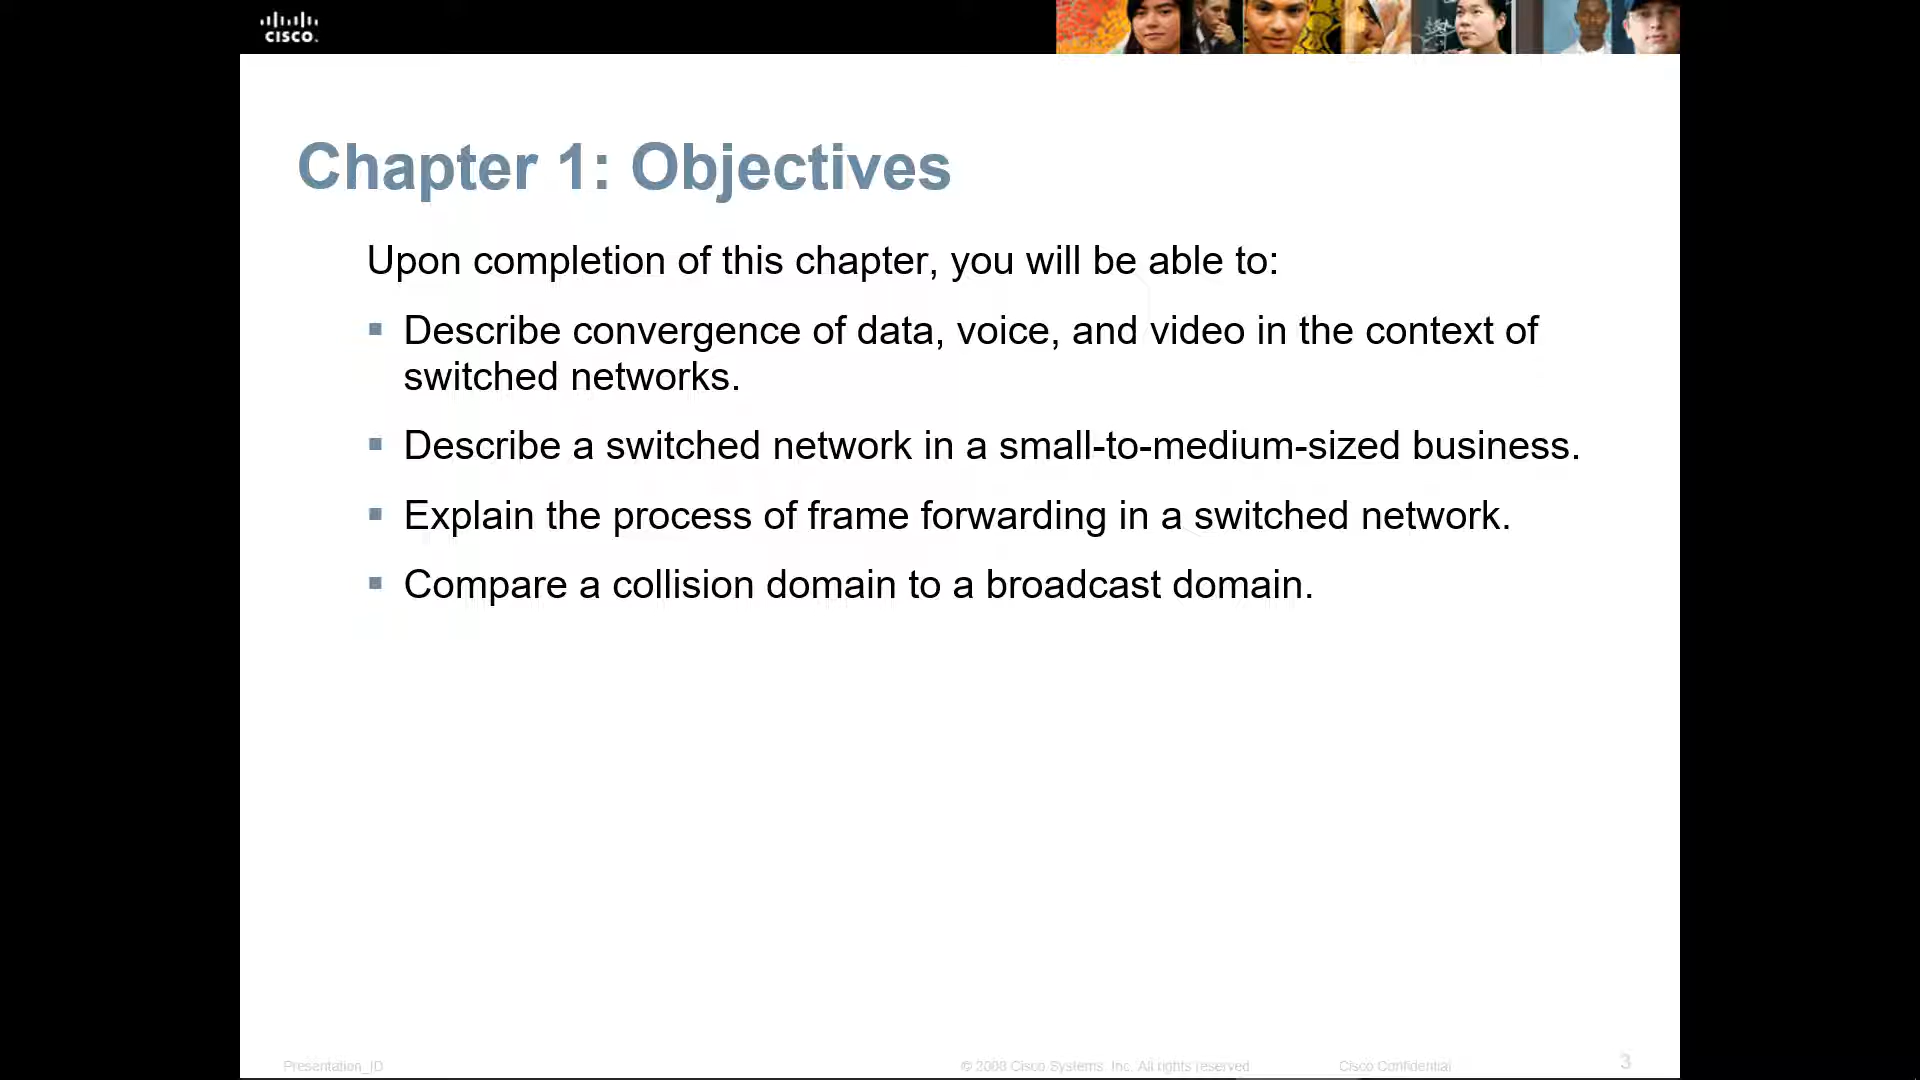 CISCO.
Chapter 1: Objectives
Upon completion of this chapter, you will be able to:
▪ Describe convergence of data, voice, and video in the context of
switched networks.
▪ Describe a switched network in a small-to-medium-sized business.
▪ Explain the process of frame forwarding in a switched network.
▪ Compare a collision domain to a broadcast domain.
Presentation_ID
© 2008 Cisco Systems, Inc. All rights reserved
Cisco Confidential
3